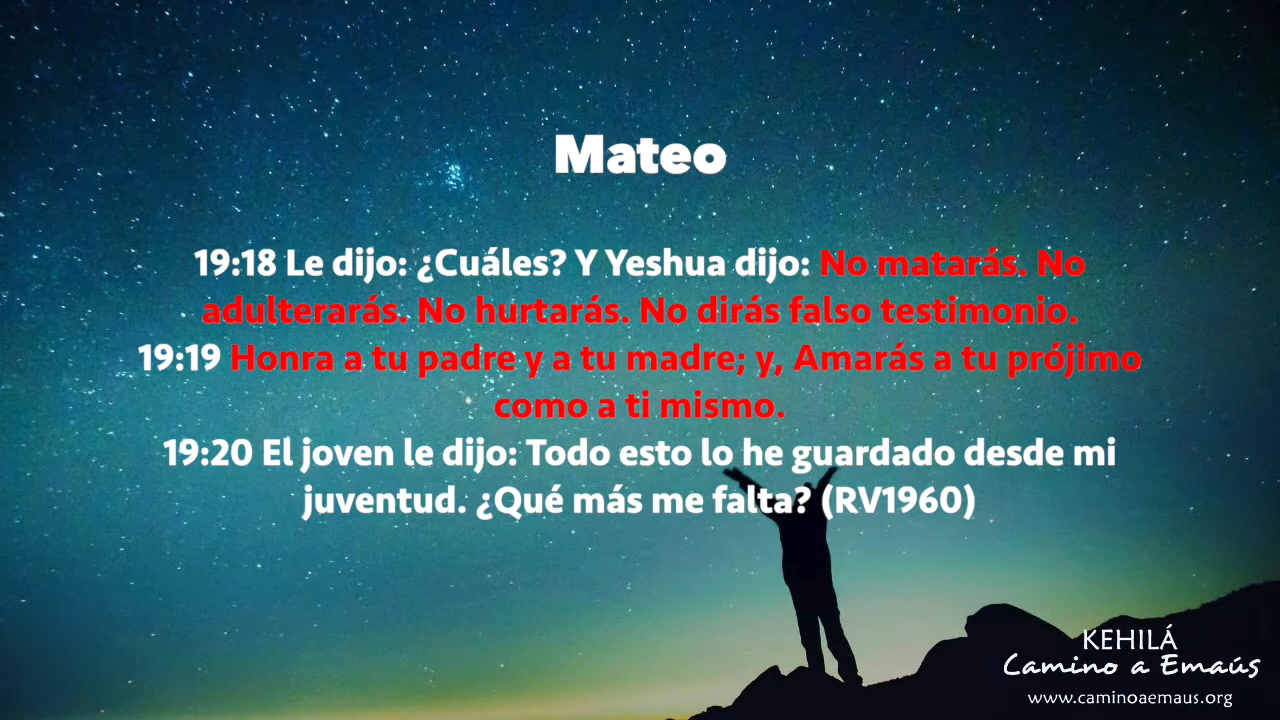 Mateo
19:18 Le dijo: ¿Cuáles? Y Yeshua dijo: No matarás. No
adulterarás. No hurtarás. No dirás falso testimonio.
19:19 Honra a tu padre y a tu madre; y, Amarás a tu prójimo
como a ti mismo.
19:20 El joven le dijo: Todo esto lo he guardado desde mi
juventud. ¿Qué más me falta? (RV1960)
KEHILÁ
Camino a Emaús
www.caminoaemaus.org